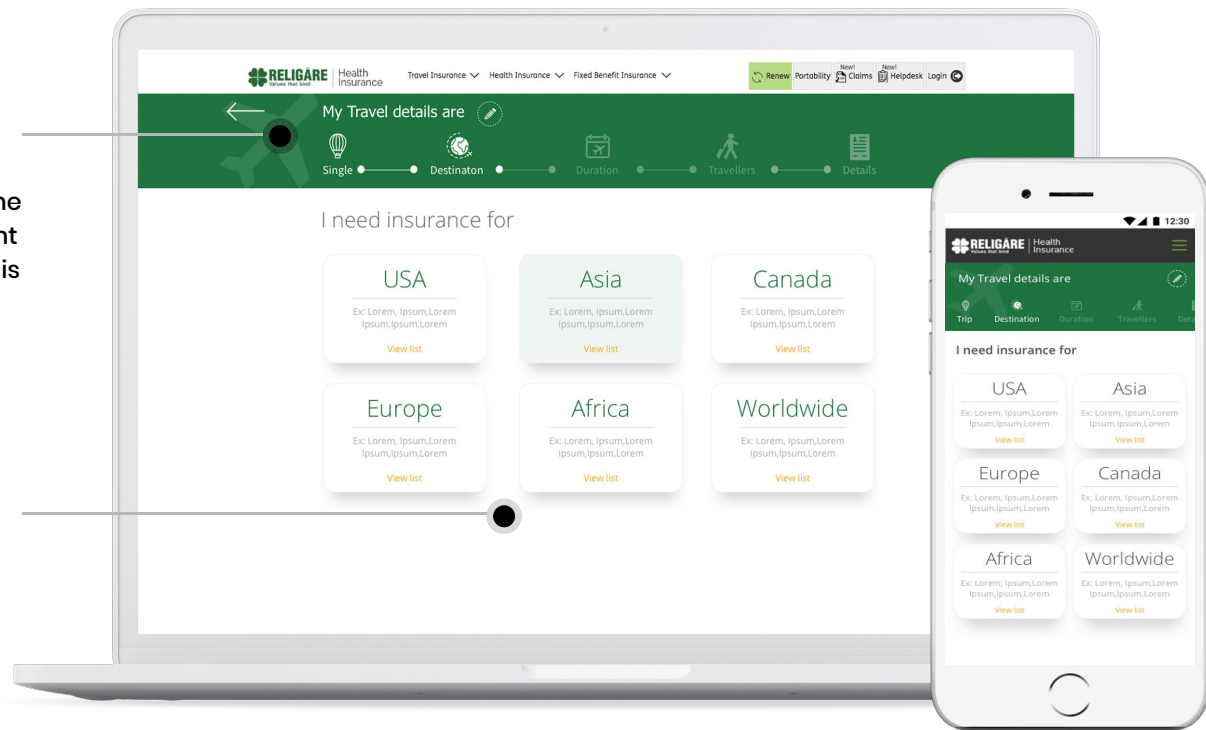 he
nt
is
RELIGARE Health Insurance
Values that bind
Travel Insurance Health Insurance Fixed Benefit Insurance
Renew Portability New! Claims New! Helpdesk Login
My Travel details are
Single Destinaton Duration Travellers Details
I need insurance for
USA
Ex: Lorem, Ipsum,Lorem
Ipsum,Ipsum,Lorem
View list
Asia
Ex: Lorem, Ipsum,Lorem
Ipsum,Ipsum,Lorem
View list
Canada
Ex: Lorem, Ipsum,Lorem
Ipsum,Ipsum,Lorem
View list
Europe
Ex: Lorem, Ipsum,Lorem
Ipsum,Ipsum,Lorem
View list
Africa
Ex: Lorem, Ipsum,Lorem
Ipsum,Ipsum,Lorem
View list
Worldwide
Ex: Lorem, Ipsum,Lorem
Ipsum,Ipsum,Lorem
View list
12:30
RELIGARE Health Insurance
Values that bind
My Travel details are
Trip Destination Duration Travellers Det
I need insurance for
USA
Ex: Lorem, Ipsum,Lorem
Ipsum,Ipsum,Lorem
View list
Asia
Ex: Lorem, Ipsum,Lorem
Ipsum,Ipsum,Lorem
View list
Europe
Ex: Lorem, Ipsum,Lorem
Ipsum,Ipsum,Lorem
View list
Canada
Ex: Lorem, Ipsum,Lorem
Ipsum,Ipsum,Lorem
View list
Africa
Ex: Lorem, Ipsum,Lorem
Ipsum,Ipsum,Lorem
View list
Worldwide
Ex: Lorem, Ipsum,Lorem
Ipsum,Ipsum,Lorem
View list